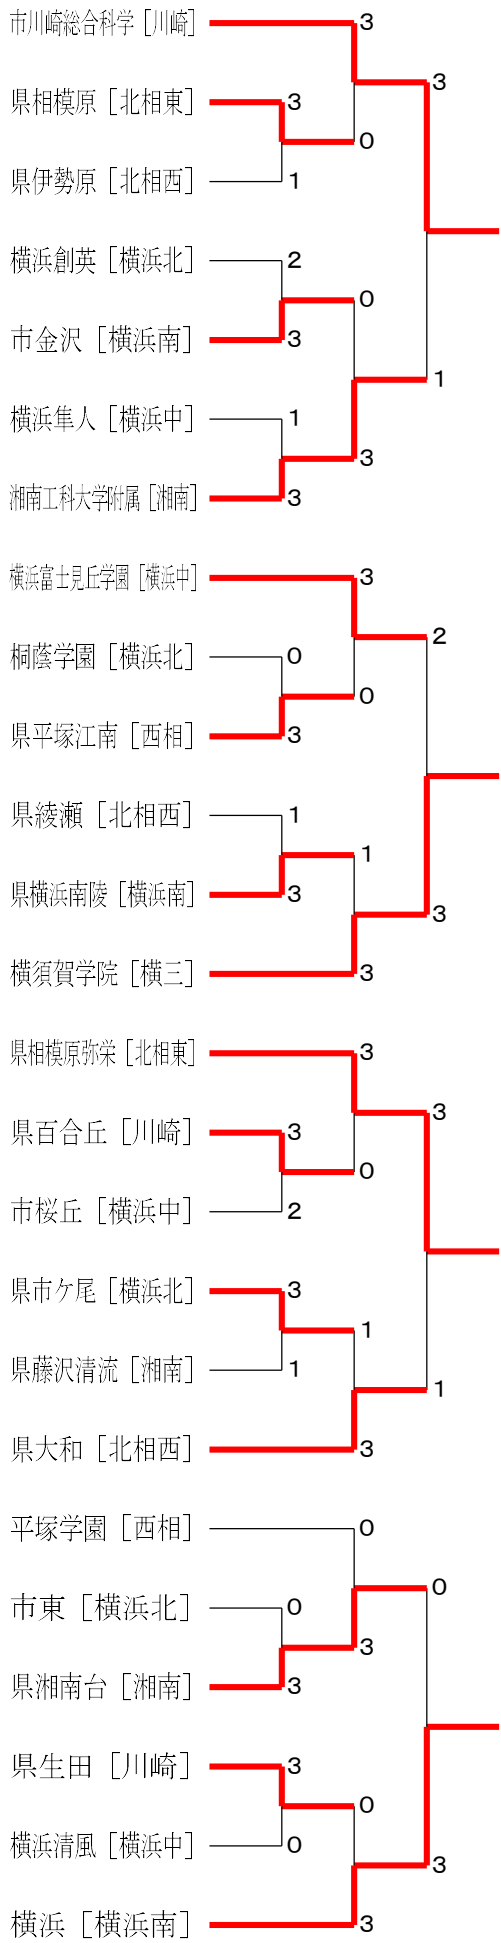 市川崎総合科学［川崎］
3
3
県相模原［北相東］
3
0
県伊勢原［北相西］
1
横浜創英［横浜北］
2
0
市金沢［横浜南］
3
1
横浜隼人［横浜中］
1
3
湘南工科大学附属［湘南］
3
横浜富士見丘学園［横浜中］
3
2
桐蔭学園［横浜北］
0
0
県平塚江南［西相］
3
県綾瀬［北相西］
1
1
県横浜南陵［横浜南］
3
3
横須賀学院［横三］
3
県相模原弥栄［北相東］
3
3
県百合丘［川崎］
3
0
市桜丘［横浜中］
2
県市ケ尾［横浜北］
3
1
県藤沢清流［湘南］
1
1
県大和［北相西］
3
平塚学園［西相］
0
0
市東［横浜北］
0
3
県湘南台［湘南］
3
県生田［川崎］
3
0
横浜清風［横浜中］
0
3
横浜［横浜南］
3